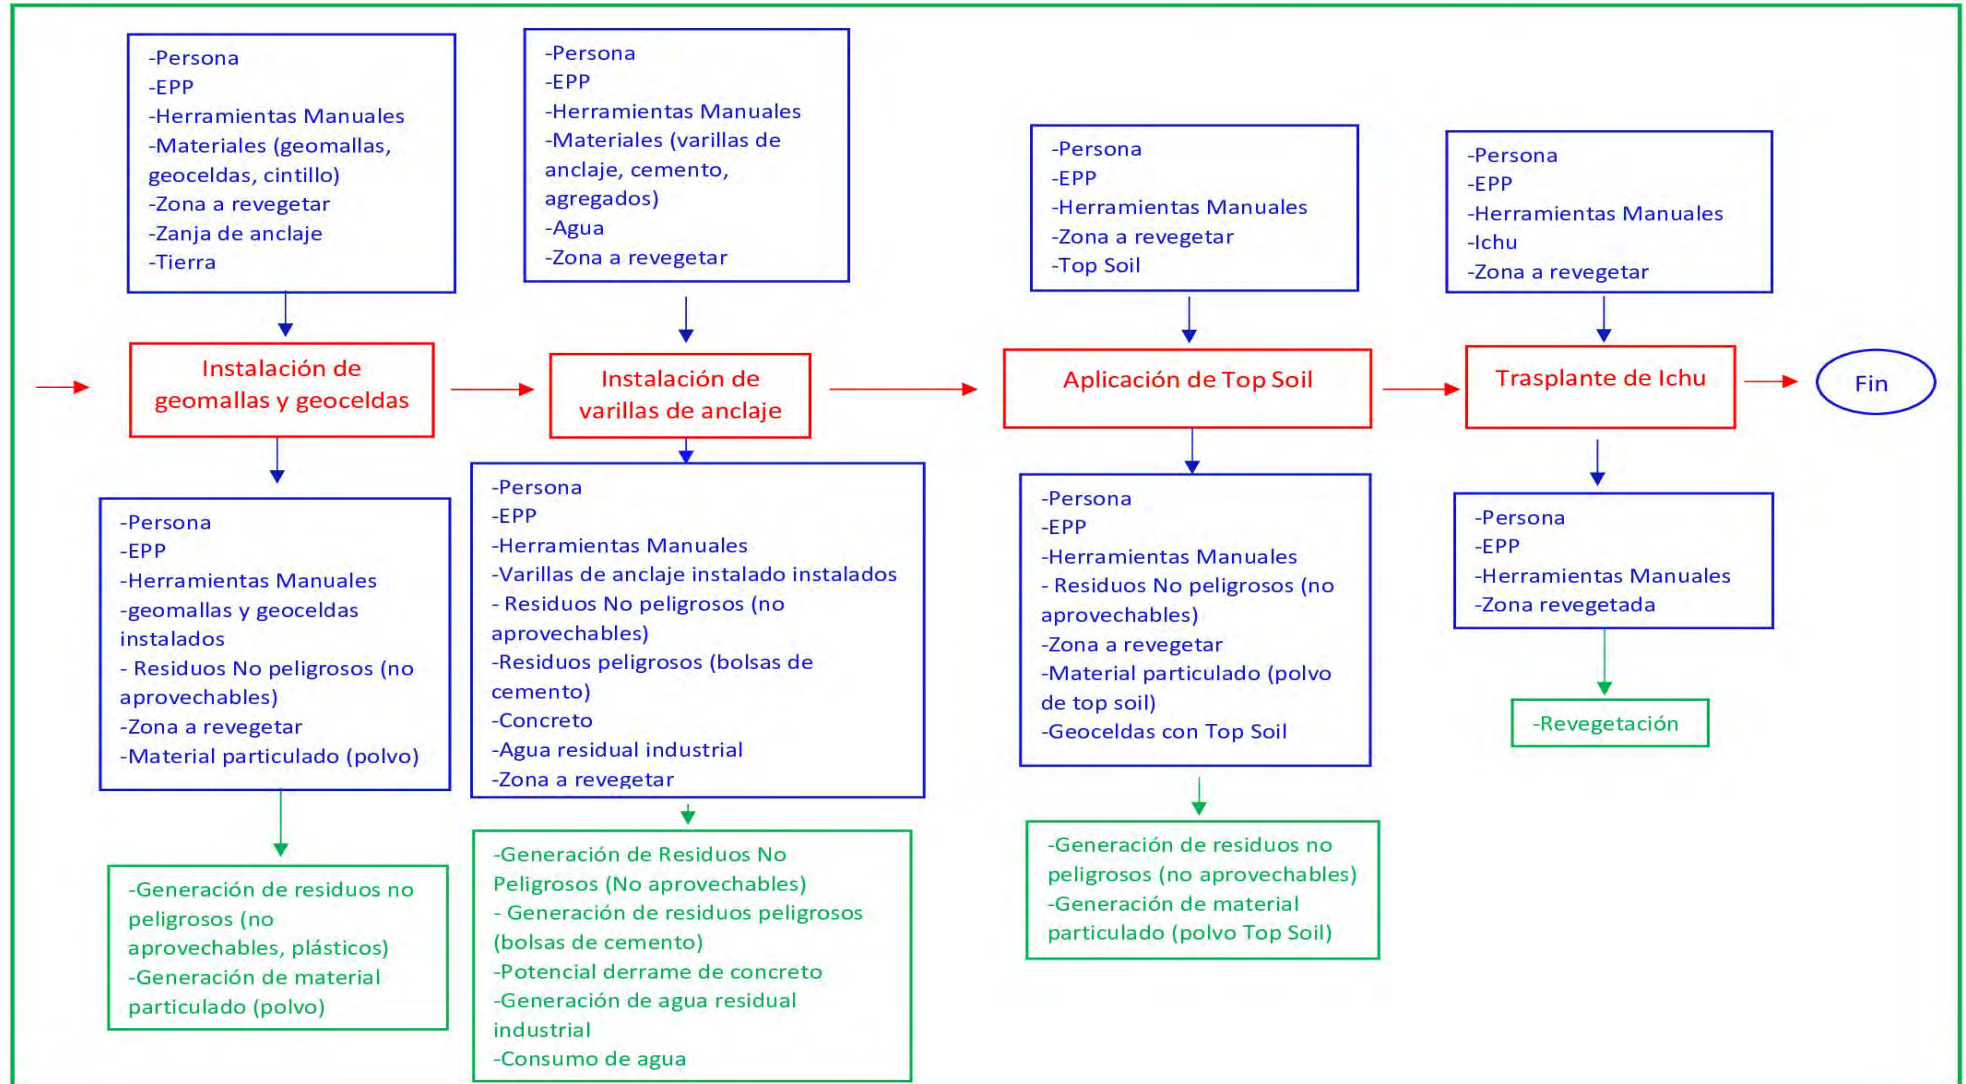 -Persona
-EPP
-Herramientas Manuales
-Materiales (geomallas,
geoceldas, cintillo)
-Zona a revegetar
-Zanja de anclaje
-Tierra
-Persona
-EPP
-Herramientas Manuales
-Materiales (varillas de
anclaje, cemento,
agregados)
-Agua
-Zona a revegetar
-Persona
-EPP
-Herramientas Manuales
-Zona a revegetar
-Top Soil
-Persona
-EPP
-Herramientas Manuales
-Ichu
-Zona a revegetar
Instalación de
geomallas y geoceldas
Instalación de
varillas de anclaje
Aplicación de Top Soil
Trasplante de Ichu
Fin
-Persona
-EPP
-Herramientas Manuales
-geomallas y geoceldas
instalados
- Residuos No peligrosos (no
aprovechables)
-Zona a revegetar
-Material particulado (polvo)
-Persona
-EPP
-Herramientas Manuales
-Varillas de anclaje instalado instalados
- Residuos No peligrosos (no
aprovechables)
-Residuos peligrosos (bolsas de
cemento)
-Concreto
-Agua residual industrial
-Zona a revegetar
-Persona
-EPP
-Herramientas Manuales
- Residuos No peligrosos (no
aprovechables)
-Zona a revegetar
-Material particulado (polvo
de top soil)
-Geoceldas con Top Soil
-Persona
-EPP
-Herramientas Manuales
-Zona revegetada
-Generación de residuos no
peligrosos (no
aprovechables, plásticos)
-Generación de material
particulado (polvo)
-Generación de Residuos No
Peligrosos (No aprovechables)
- Generación de residuos peligrosos
(bolsas de cemento)
-Potencial derrame de concreto
-Generación de agua residual
industrial
-Consumo de agua
-Generación de residuos no
peligrosos (no aprovechables)
-Generación de material
particulado (polvo Top Soil)
-Revegetación